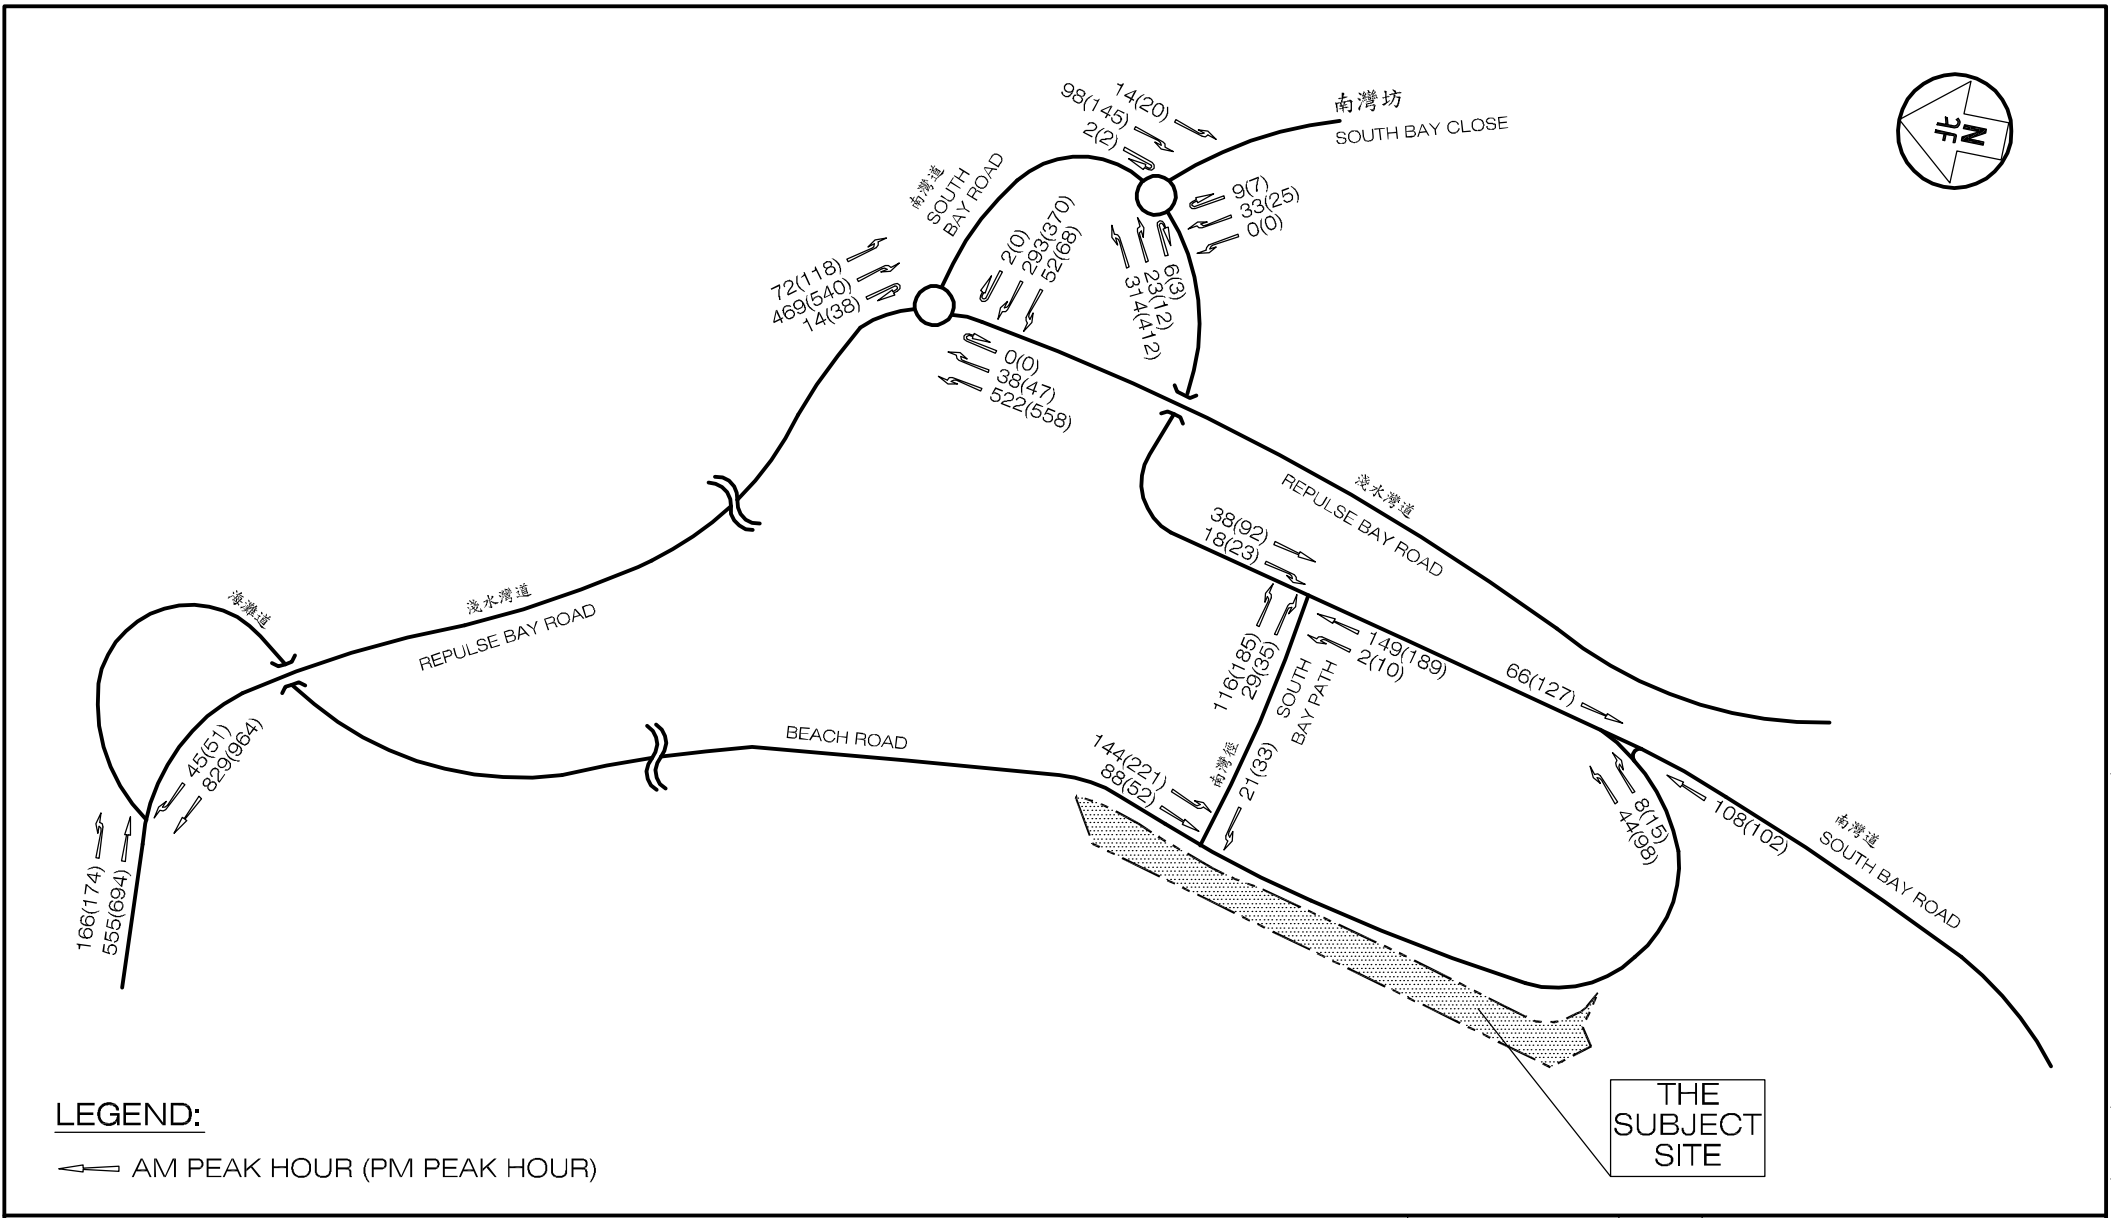 14(20)
98(145)
2(2)
南灣坊
SOUTH BAY CLOSE
北
N
南灣道
SOUTH
BAY ROAD
9(7)
33(25)
0(0)
2(0)
293(370)
52(68)
6(3)
23(12)
314(412)
72(118)
469(540)
14(38)
0(0)
38(47)
522(558)
淺水灣道
REPULSE BAY ROAD
38(92)
18(23)
海灘道
淺水灣道
REPULSE BAY ROAD
116(185)
29(35)
SOUTH
BAY PATH
南灣徑
149(189)
2(10)
66(127)
45(51)
829(964)
BEACH ROAD
144(221)
88(52)
21(33)
8(15)
44(98)
108(102)
南灣道
SOUTH BAY ROAD
166(174)
555(694)
THE
SUBJECT
SITE
LEGEND:
AM PEAK HOUR (PM PEAK HOUR)